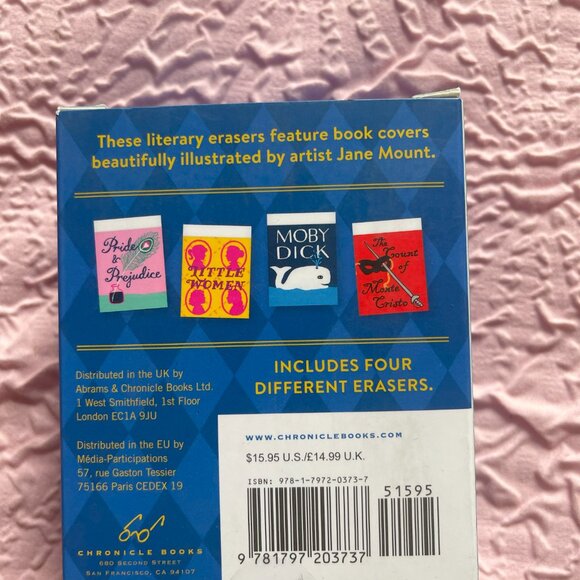 These literary erasers feature book covers
beautifully illustrated by artist Jane Mount.
Pride
&
Prejudice
LITTLE
WOMEN
MOBY
DICK
The
Count
of
Monte
Cristo
Distributed in the UK by
Abrams & Chronicle Books Ltd.
1 West Smithfield, 1st Floor
London EC1A 9JU
Distributed in the EU by
Média-Participations
57, rue Gaston Tessier
75166 Paris CEDEX 19
CHRONICLE BOOKS
680 SECOND STREET
SAN FRANCISCO, CA 94107
INCLUDES FOUR
DIFFERENT ERASERS.
WWW.CHRONICLEBOOKS.COM
$15.95 U.S./£14.99 U.K.
ISBN: 978-1-7972-0373-7
51595
9 781797 203737